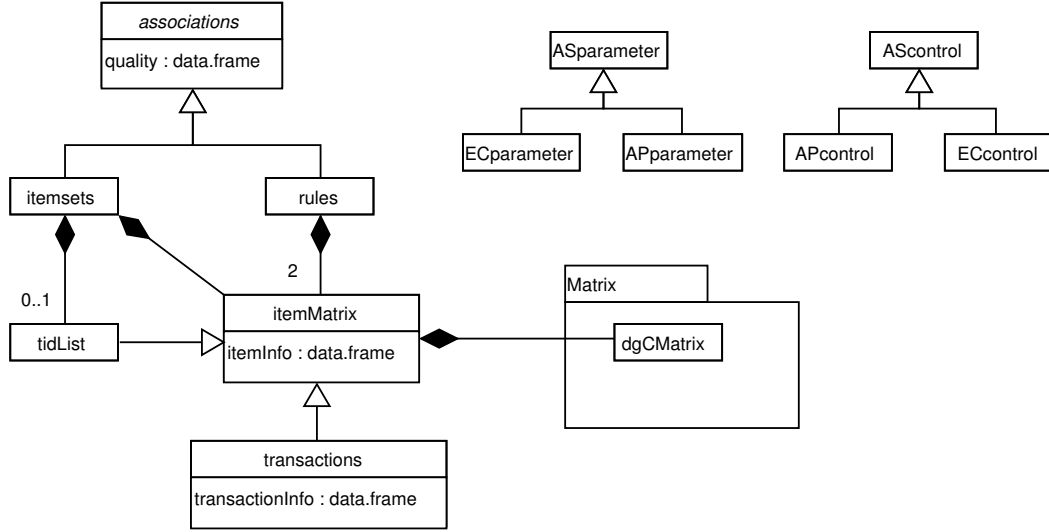 associations
quality : data.frame
ASparameter
AScontrol
ECparameter
APparameter
APcontrol
ECcontrol
itemsets
rules
0..1
2
tidList
itemMatrix
itemInfo : data.frame
Matrix
dgCMatrix
transactions
transactionInfo : data.frame